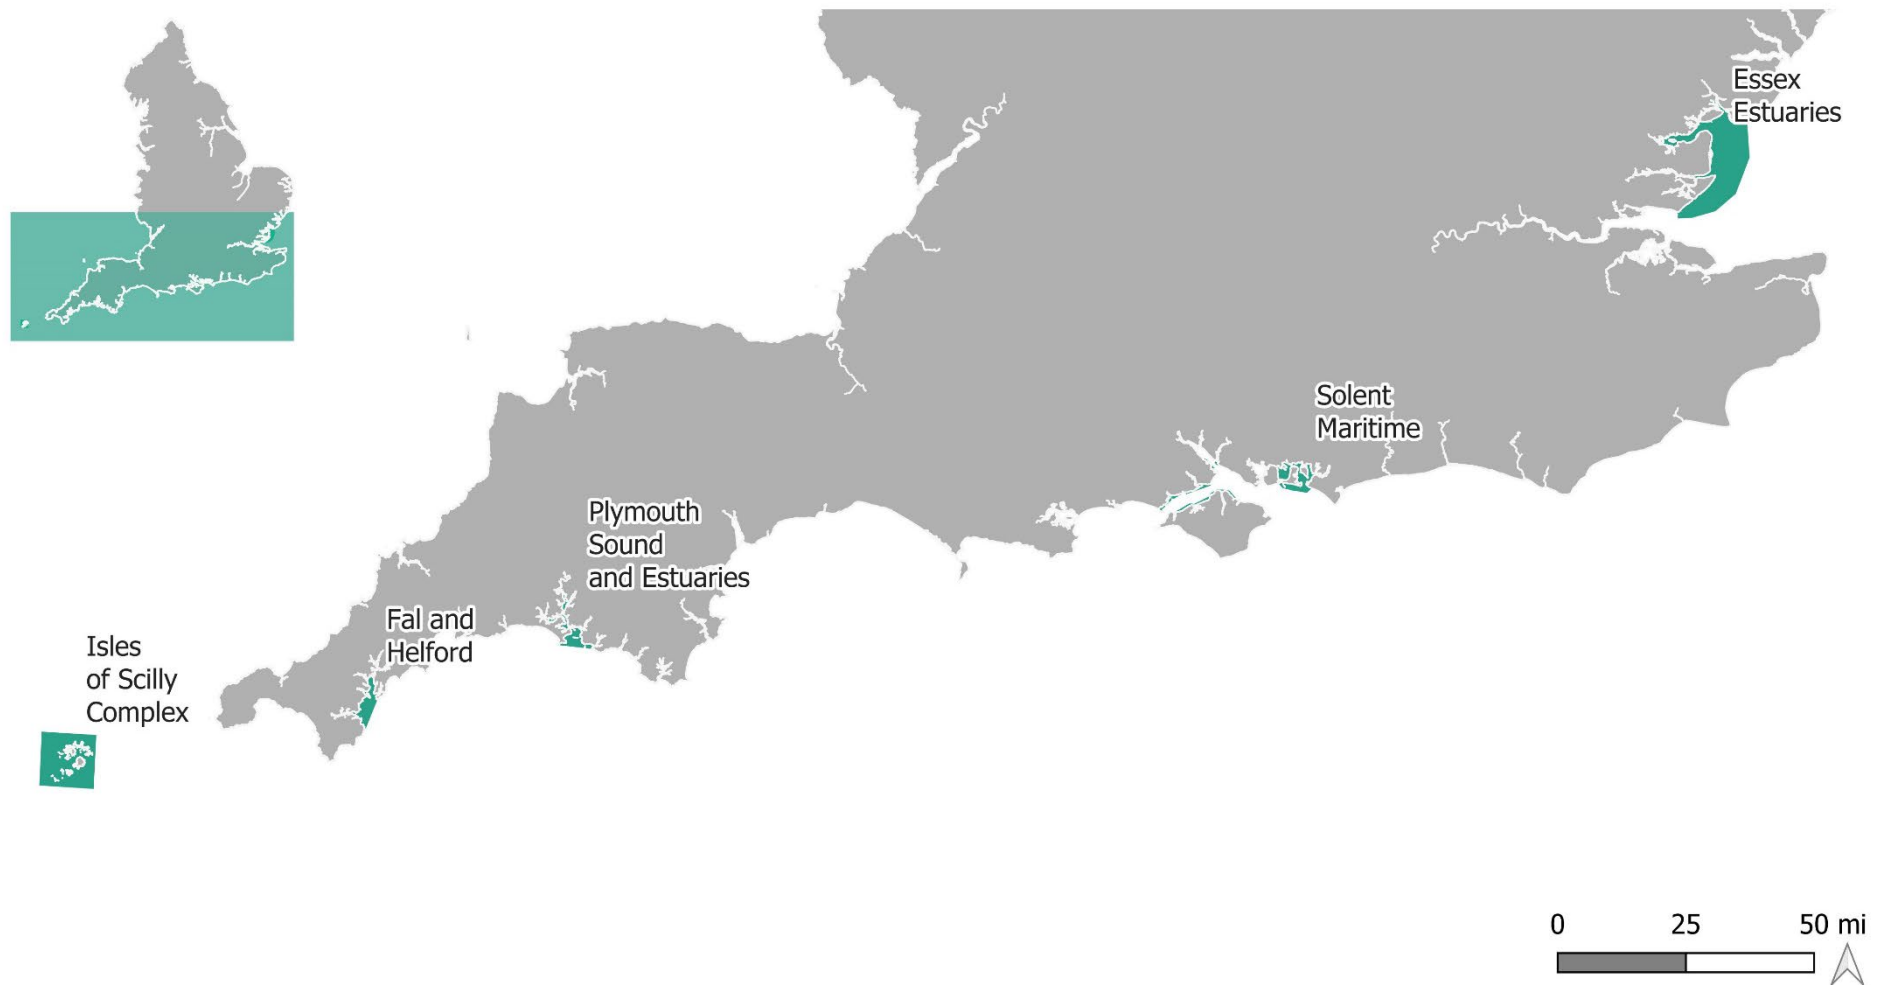 Essex
Estuaries
Solent
Maritime
Plymouth
Sound
and Estuaries
Fal and
Helford
Isles
of Scilly
Complex
0 25 50 mi